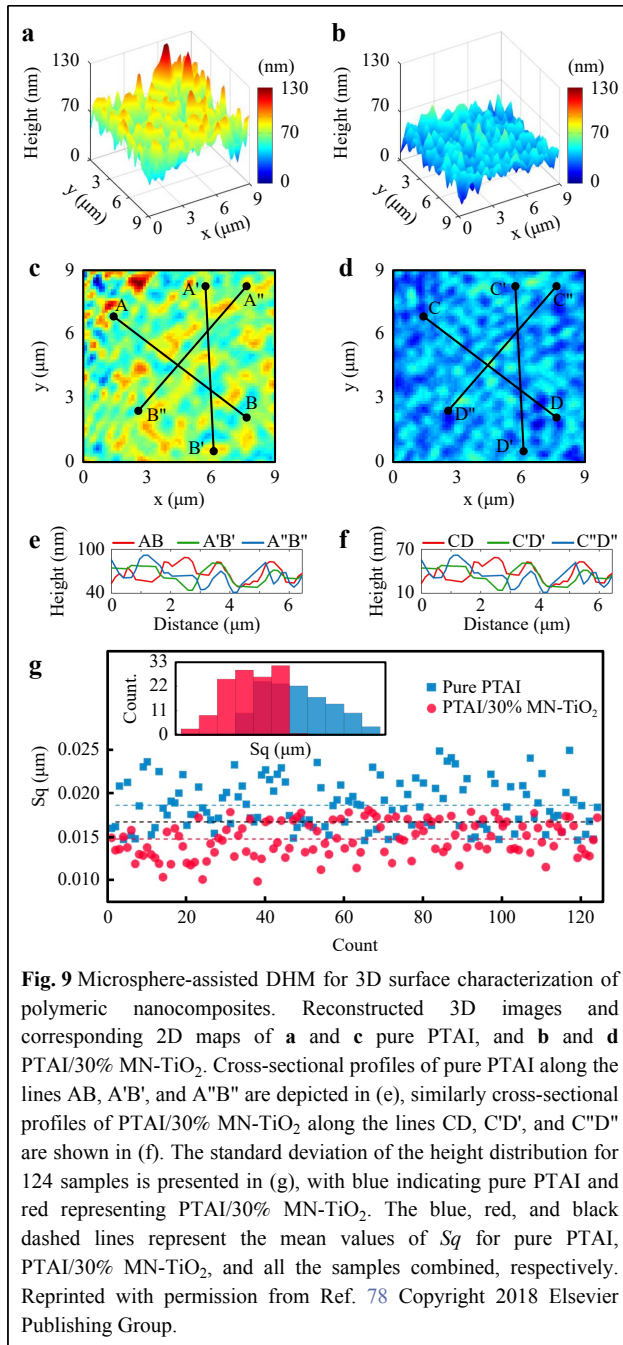 a
130
70
0
Height (nm)
y (μm)
3
6
9
0
3
6
9
x (μm)
(nm)
130
70
0
b
130
70
0
Height (nm)
y (μm)
3
6
9
0
3
6
9
x (μm)
(nm)
130
70
0
c
9
6
3
0
y (μm)
A
A'
A"
B"
B
B'
3
6
9
x (μm)
d
9
6
3
0
y (μm)
C
C'
C"
D"
D
D'
0
3
6
9
x (μm)
e
AB A'B' A"B"
100
40
Height (nm)
0 2 4 6
Distance (μm)
f
CD C'D' C"D"
70
10
Height (nm)
0 2 4 6
Distance (μm)
g
33
22
11
0
Count.
Sq (μm)
Pure PTAI
PTAI/30% MN-TiO₂
0.025
0.020
0.015
0.010
Sq (μm)
0 20 40 60 80 100 120
Count
Fig. 9 Microsphere-assisted DHM for 3D surface characterization of
polymeric nanocomposites. Reconstructed 3D images and
corresponding 2D maps of a and c pure PTAI, and b and d
PTAI/30% MN-TiO₂. Cross-sectional profiles of pure PTAI along the
lines AB, A'B', and A"B" are depicted in (e), similarly cross-sectional
profiles of PTAI/30% MN-TiO₂ along the lines CD, C'D', and C"D"
are shown in (f). The standard deviation of the height distribution for
124 samples is presented in (g), with blue indicating pure PTAI and
red representing PTAI/30% MN-TiO₂. The blue, red, and black
dashed lines represent the mean values of Sq for pure PTAI,
PTAI/30% MN-TiO₂, and all the samples combined, respectively.
Reprinted with permission from Ref. 78 Copyright 2018 Elsevier
Publishing Group.